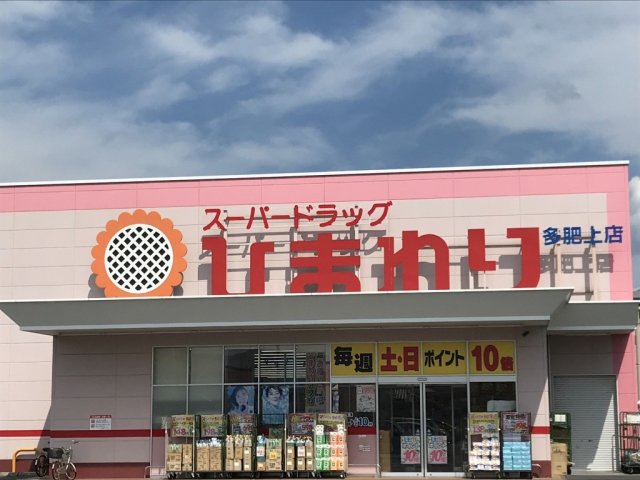 スーパードラッグ
ひまわり
多肥上店
毎週 土・日 ポイント 10倍